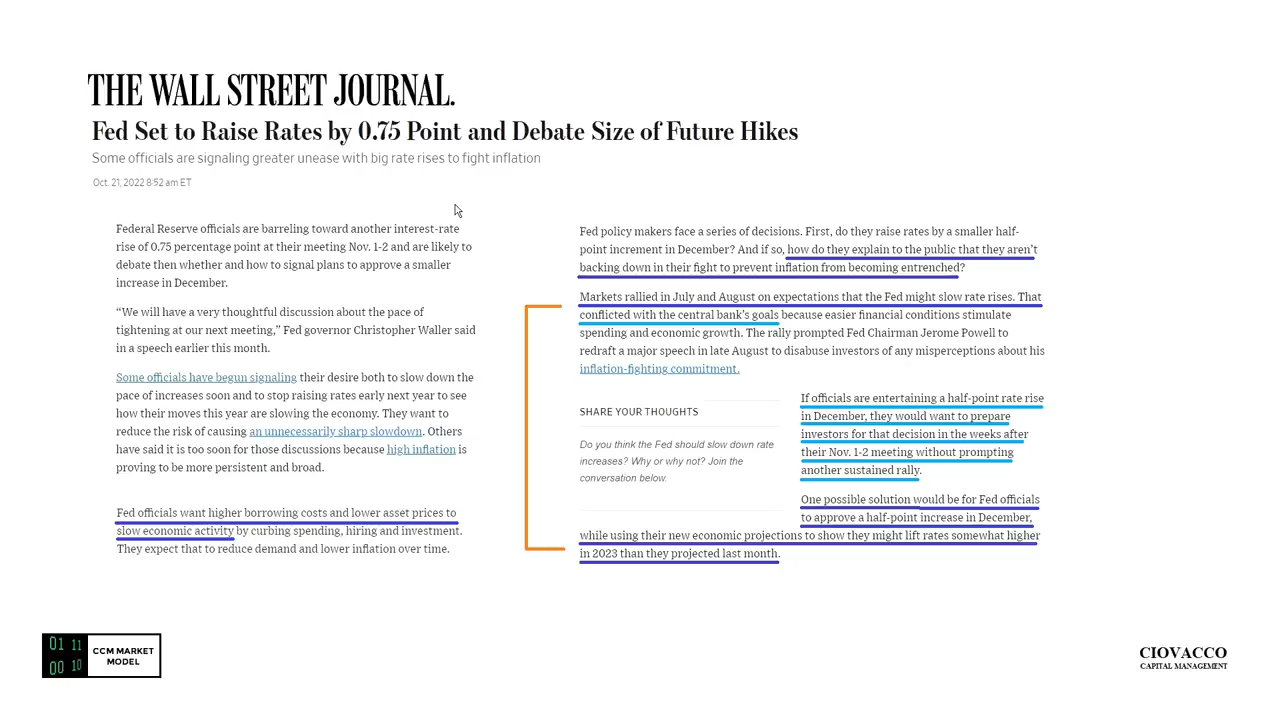 THE WALL STREET JOURNAL.
Fed Set to Raise Rates by 0.75 Point and Debate Size of Future Hikes
Some officials are signaling greater unease with big rate rises to fight inflation
Oct. 21, 2022 8:52 am ET
Federal Reserve officials are barreling toward another interest-rate
rise of 0.75 percentage point at their meeting Nov. 1-2 and are likely to
debate then whether and how to signal plans to approve a smaller
increase in December.
“We will have a very thoughtful discussion about the pace of
tightening at our next meeting,” Fed governor Christopher Waller said
in a speech earlier this month.
Some officials have begun signaling their desire both to slow down the
pace of increases soon and to stop raising rates early next year to see
how their moves this year are slowing the economy. They want to
reduce the risk of causing an unnecessarily sharp slowdown. Others
have said it is too soon for those discussions because high inflation is
proving to be more persistent and broad.
Fed officials want higher borrowing costs and lower asset prices to
slow economic activity by curbing spending, hiring and investment.
They expect that to reduce demand and lower inflation over time.
Fed policy makers face a series of decisions. First, do they raise rates by a smaller half-
point increment in December? And if so, how do they explain to the public that they aren’t
backing down in their fight to prevent inflation from becoming entrenched?
Markets rallied in July and August on expectations that the Fed might slow rate rises. That
conflicted with the central bank’s goals because easier financial conditions stimulate
spending and economic growth. The rally prompted Fed Chairman Jerome Powell to
redraft a major speech in late August to disabuse investors of any misperceptions about his
inflation-fighting commitment.
SHARE YOUR THOUGHTS
Do you think the Fed should slow down rate
increases? Why or why not? Join the
conversation below.
If officials are entertaining a half-point rate rise
in December, they would want to prepare
investors for that decision in the weeks after
their Nov. 1-2 meeting without prompting
another sustained rally.
One possible solution would be for Fed officials
to approve a half-point increase in December,
while using their new economic projections to show they might lift rates somewhat higher
in 2023 than they projected last month.
01 11
00 10
CCM MARKET
MODEL
CIOVACCO
CAPITAL MANAGEMENT